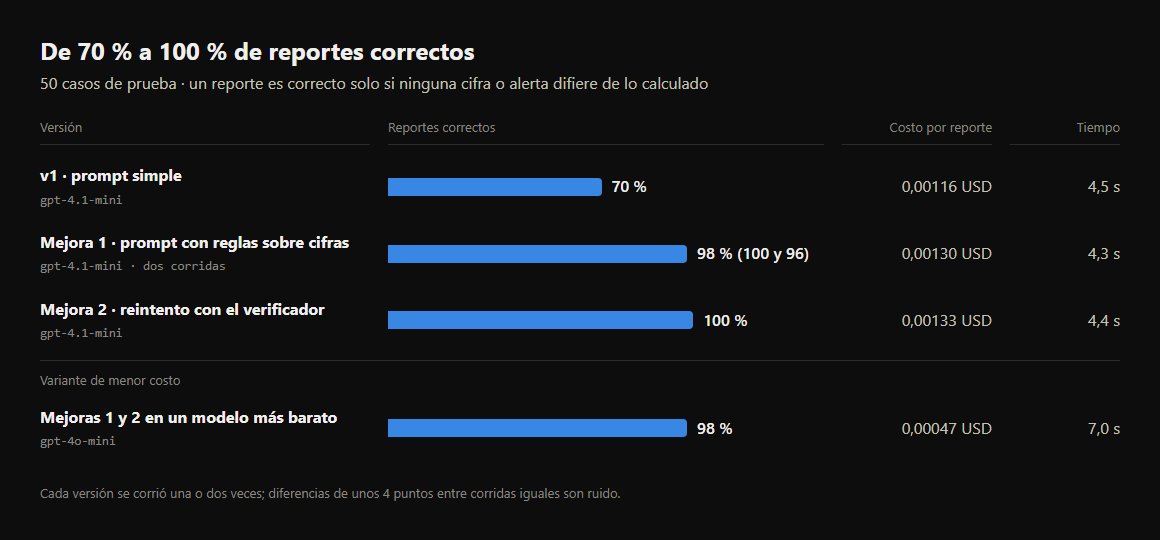 De 70 % a 100 % de reportes correctos
50 casos de prueba · un reporte es correcto solo si ninguna cifra o alerta difiere de lo calculado
Versión Reportes correctos Costo por reporte Tiempo
v1 · prompt simple
gpt-4.1-mini
70 % 0,00116 USD 4,5 s
Mejora 1 · prompt con reglas sobre cifras
gpt-4.1-mini · dos corridas
98 % (100 y 96) 0,00130 USD 4,3 s
Mejora 2 · reintento con el verificador
gpt-4.1-mini
100 % 0,00133 USD 4,4 s
Variante de menor costo
Mejoras 1 y 2 en un modelo más barato
gpt-4o-mini
98 % 0,00047 USD 7,0 s
Cada versión se corrió una o dos veces; diferencias de unos 4 puntos entre corridas iguales son ruido.